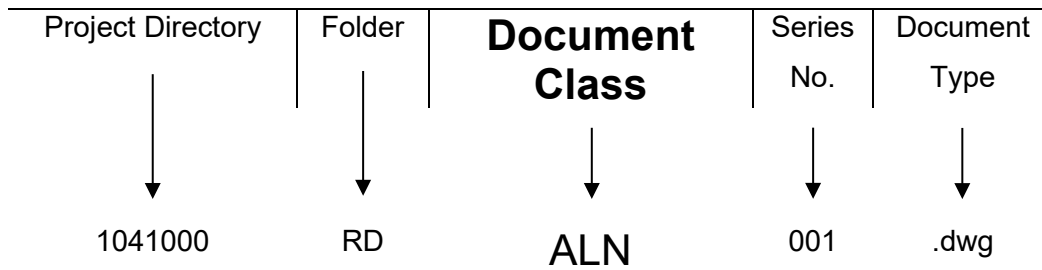 Project Directory Folder Document Class Series No. Document Type
1041000 RD ALN 001 .dwg